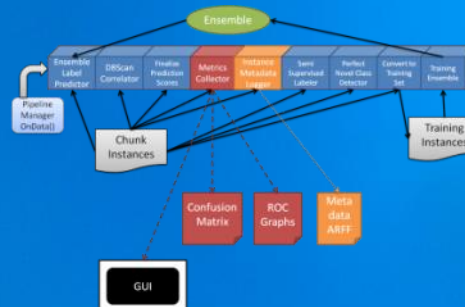 Ensemble
Ensemble
Label
Predictor
DBScan
Correlator
Finalize
Prediction
Scores
Metrics
Collector
Instance
Metadata
Logger
Semi
Supervised
Labeler
Perfect
Novel Class
Detector
Convert to
Training
Set
Training
Ensemble
Pipeline
Manager
OnData()
Chunk
Instances
Training
Instances
Confusion
Matrix
ROC
Graphs
Meta
data
ARFF
GUI